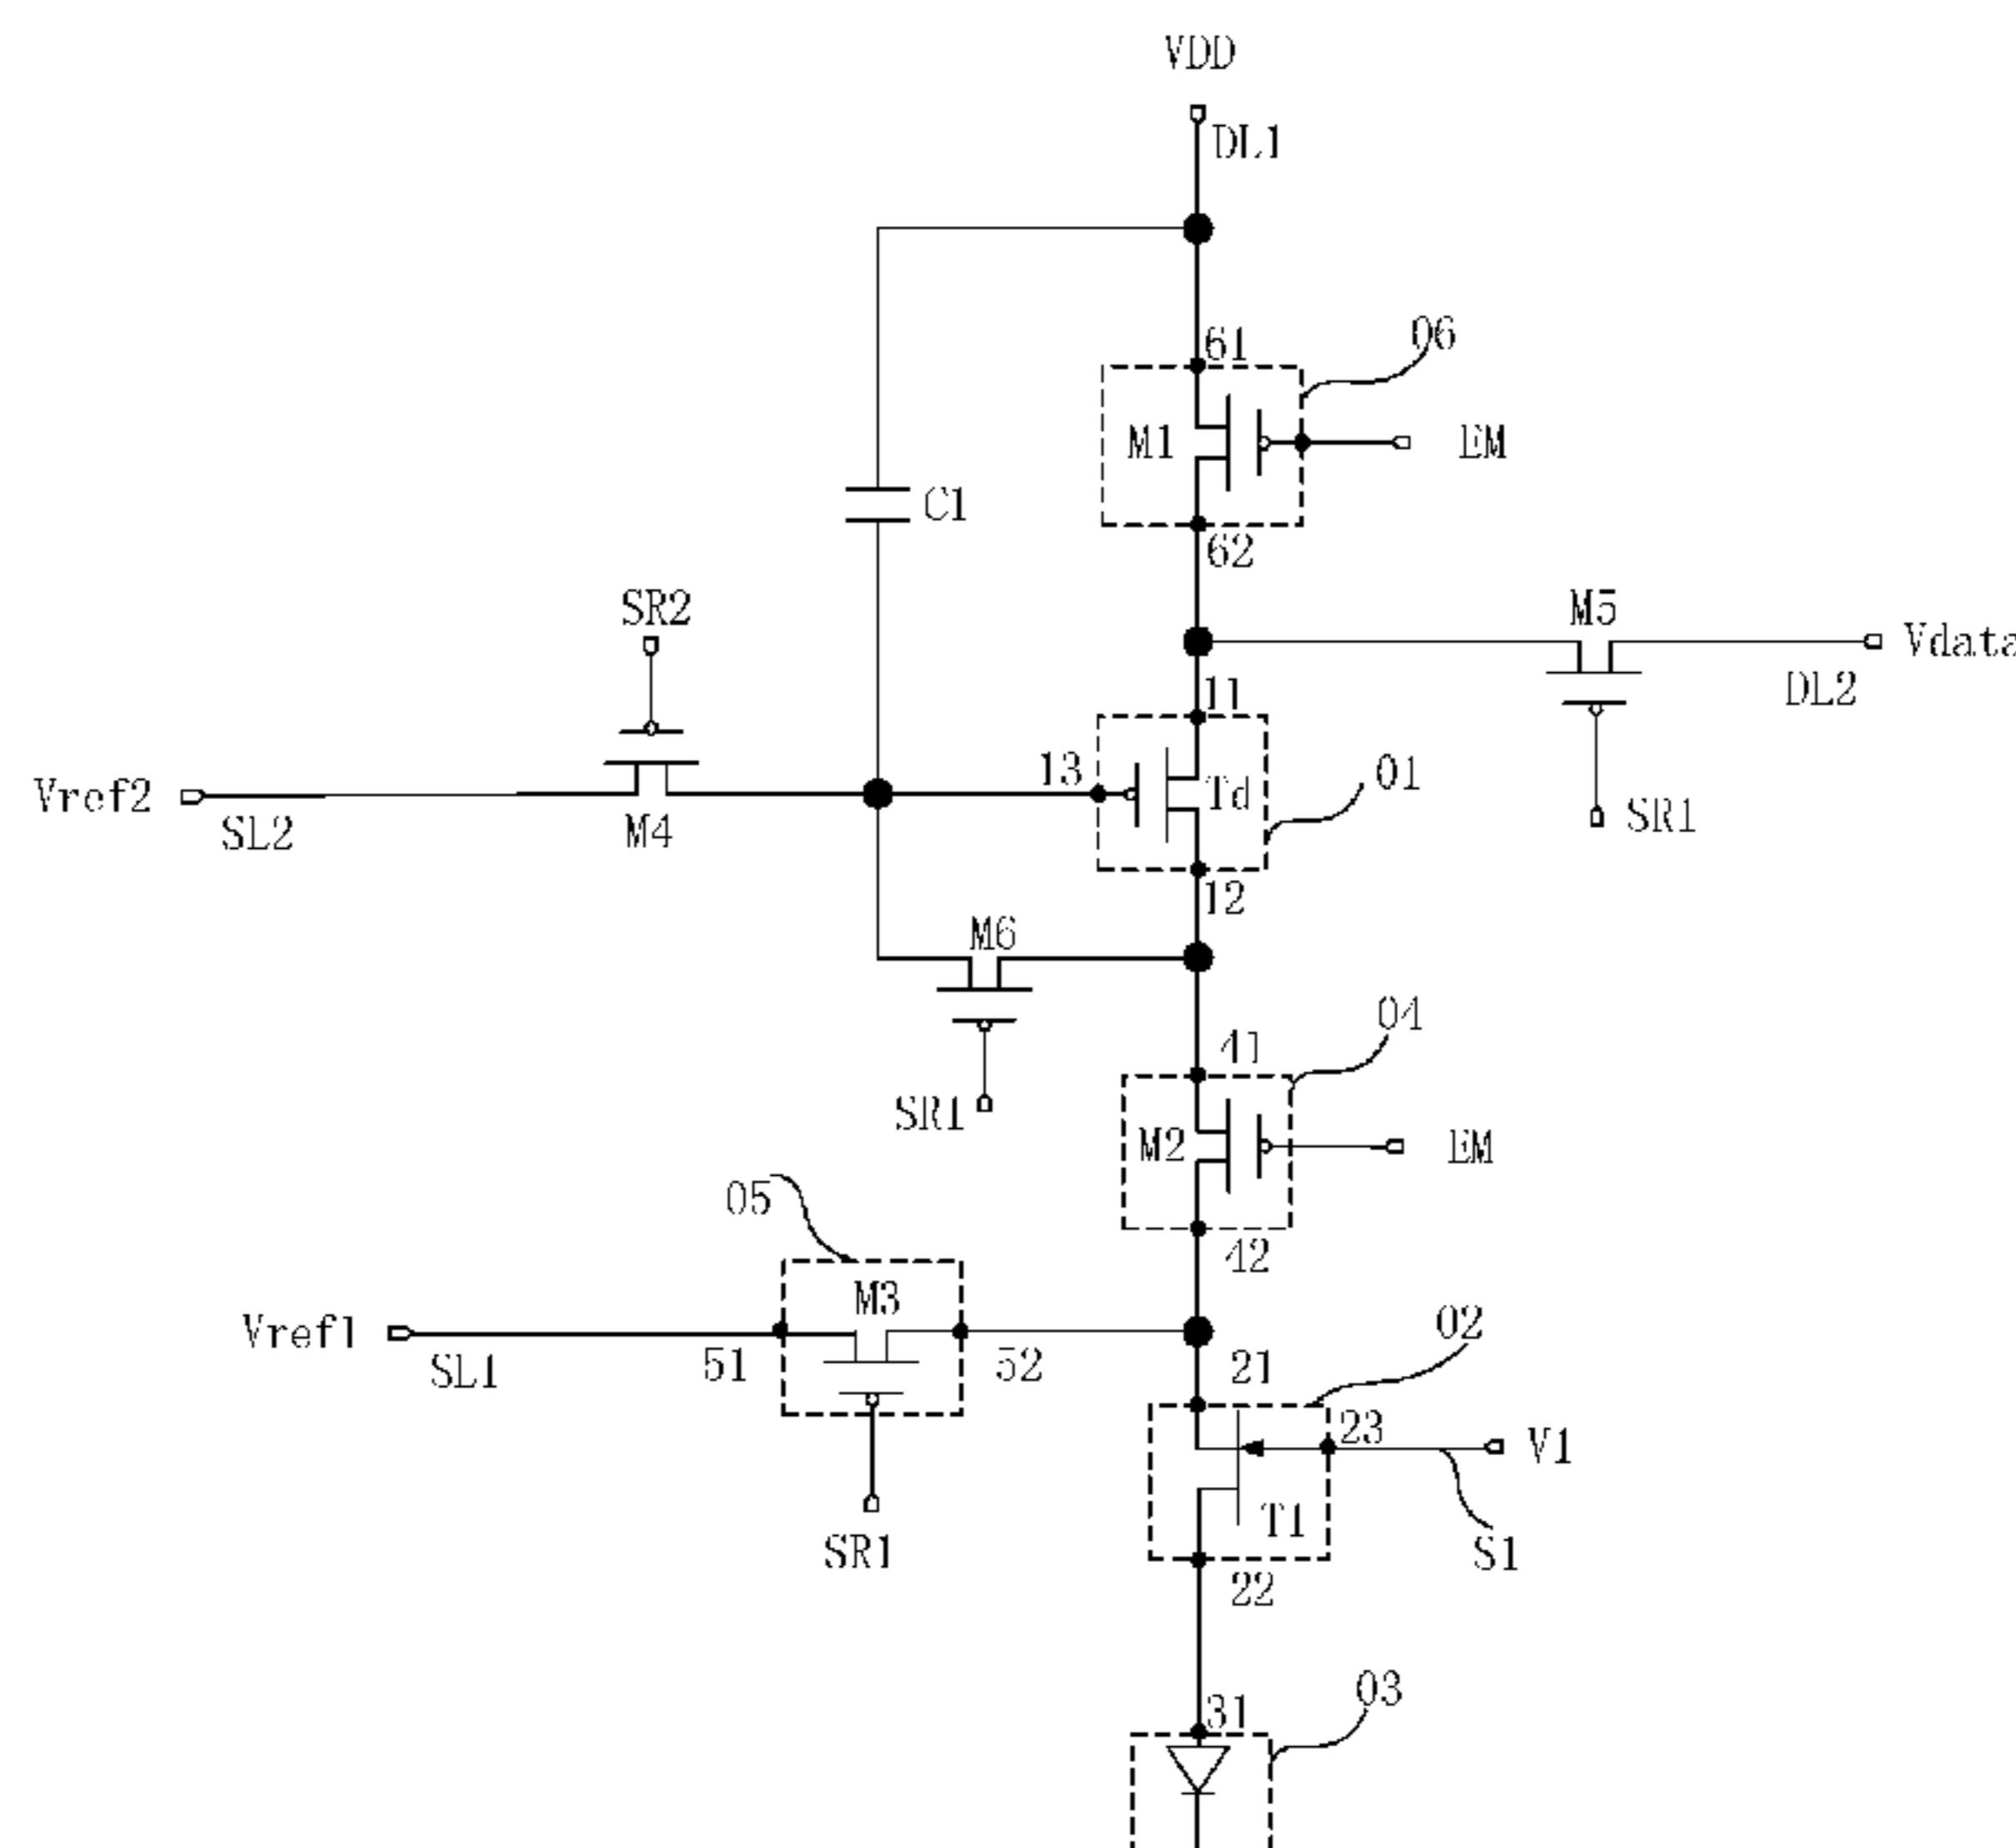 VDD
DL1
61
06
M1
EM
C1
62
SR2
M5
Vdata
11
DL2
13
Td
01
Vref2
SL2
M4
SR1
12
M6
04
41
SR1
M2
EM
05
42
M3
02
Vref1
SL1
51
52
21
23
V1
T1
SR1
S1
22
03
31